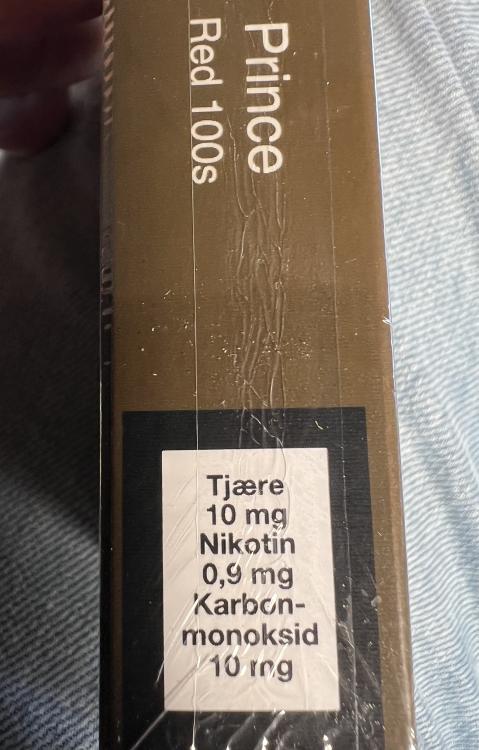 Prince
Red 100s
Tjære
10 mg
Nikotin
0,9 mg
Karbon-
monoksid
10 mg